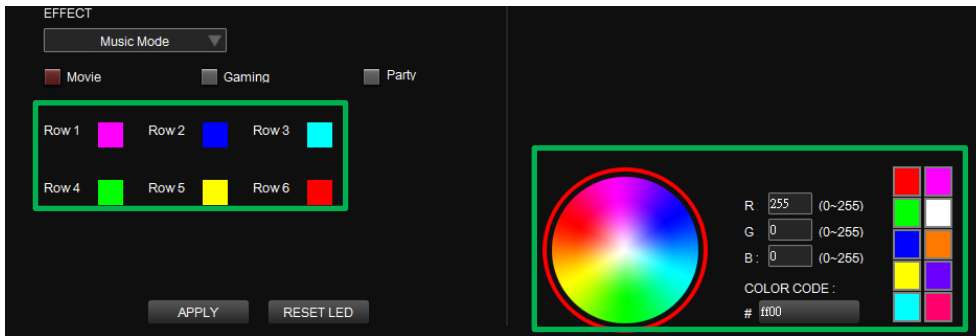 EFFECT
Music Mode
Movie Gaming Party
Row 1 Row 2 Row 3
Row 4 Row 5 Row 6
APPLY RESET LED
R 255 (0~255)
G 0 (0~255)
B: 0 (0~255)
COLOR CODE :
# ff00